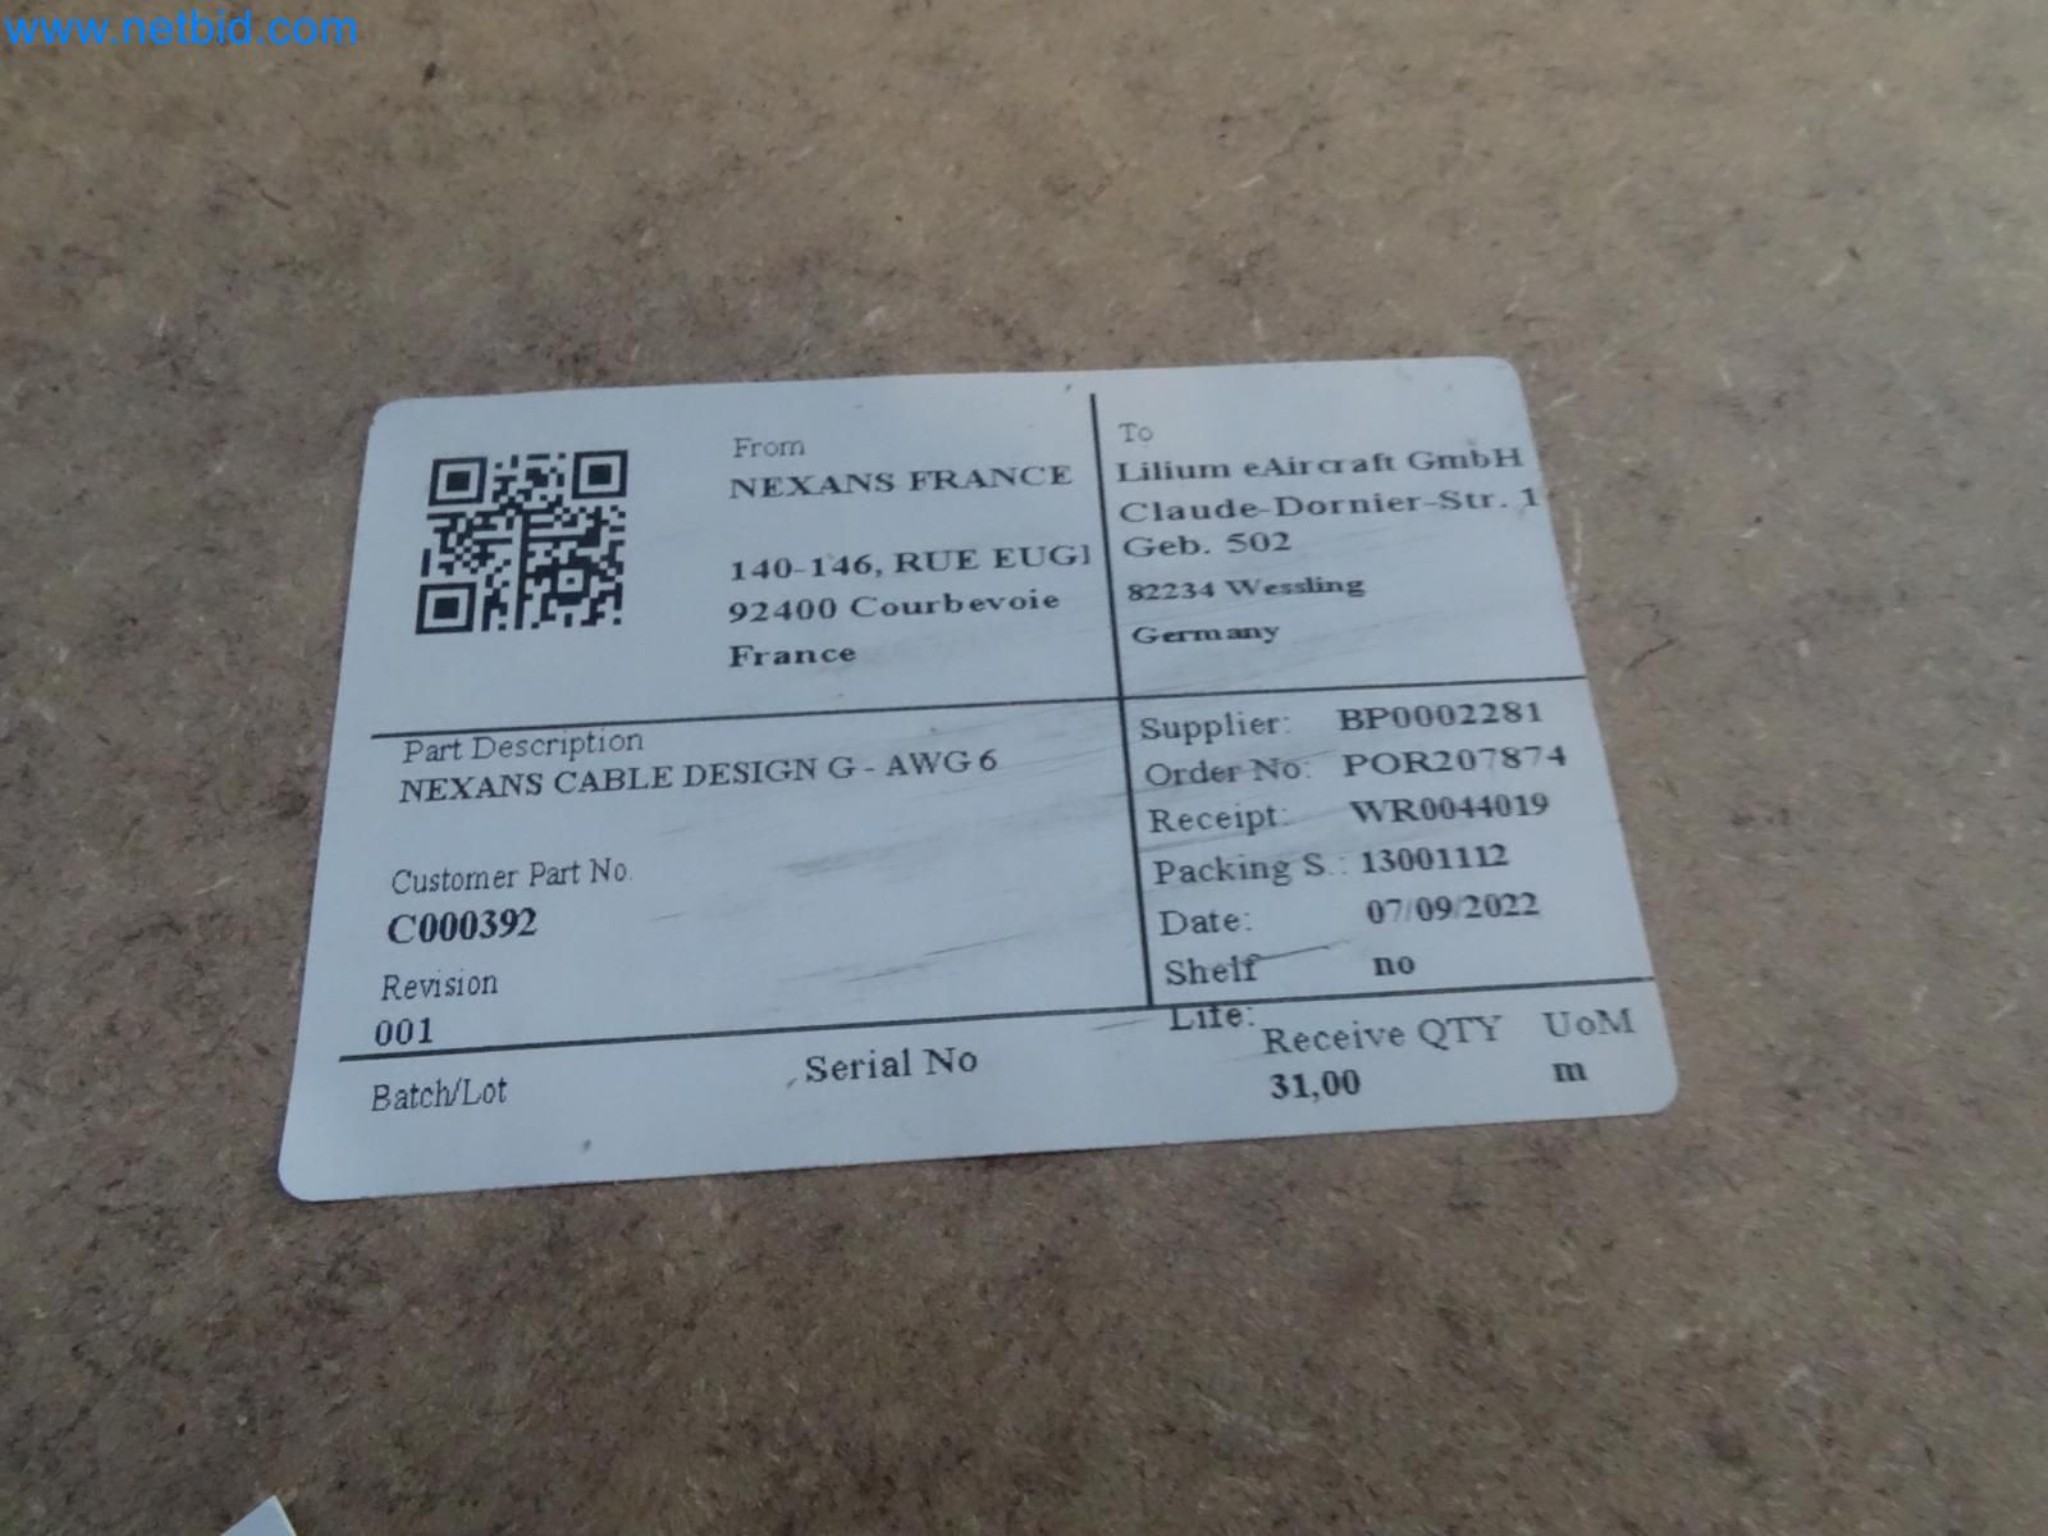 www.netbid.com
From
NEXANS FRANCE
140-146, RUE EUGI
92400 Courbevoie
France
To
Lilium eAircraft GmbH
Claude-Dornier-Str. 1
Geb. 502
82234 Wessling
Germany
Part Description
NEXANS CABLE DESIGN G - AWG 6
Customer Part No.
C000392
Revision
001
Supplier: BP0002281
Order No: POR207874
Receipt: WR0044019
Packing S.: 13001112
Date: 07/09/2022
Shelf no
Life:
Batch/Lot
Serial No
Receive QTY UoM
31,00 m